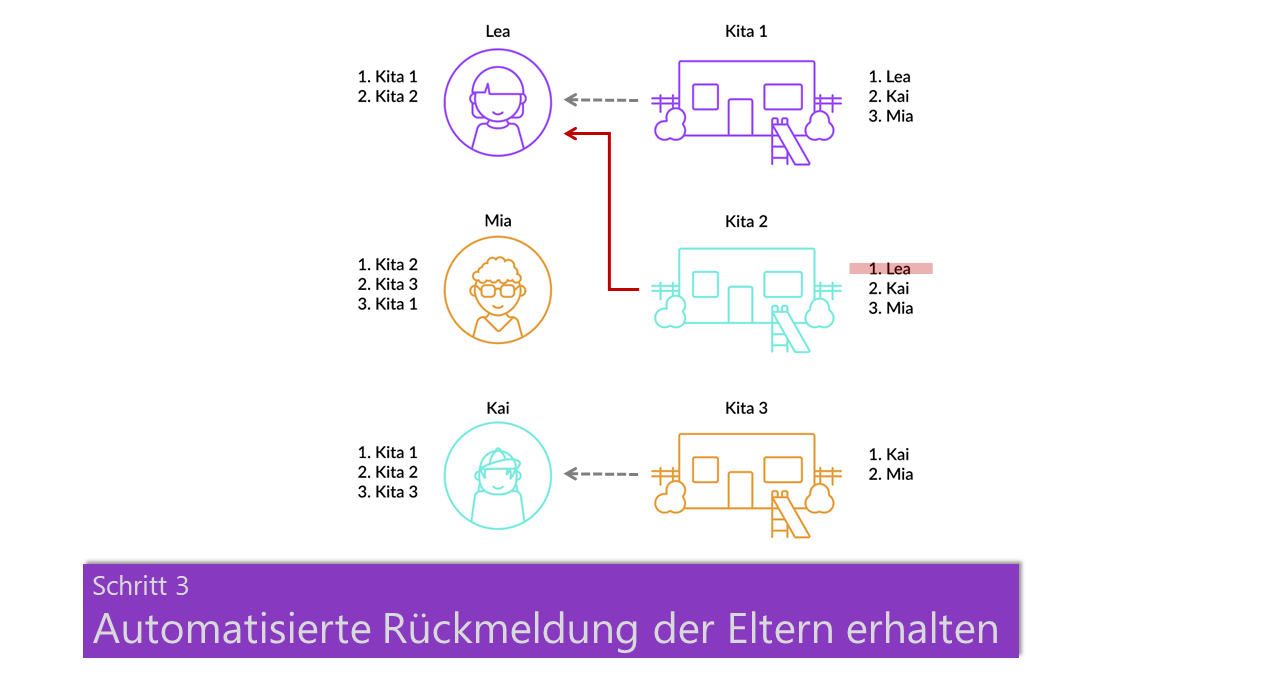 Lea
1. Kita 1
2. Kita 2
Kita 1
1. Lea
2. Kai
3. Mia
Mia
1. Kita 2
2. Kita 3
3. Kita 1
Kita 2
1. Lea
2. Kai
3. Mia
Kai
1. Kita 1
2. Kita 2
3. Kita 3
Kita 3
1. Kai
2. Mia
Schritt 3
Automatisierte Rückmeldung der Eltern erhalten